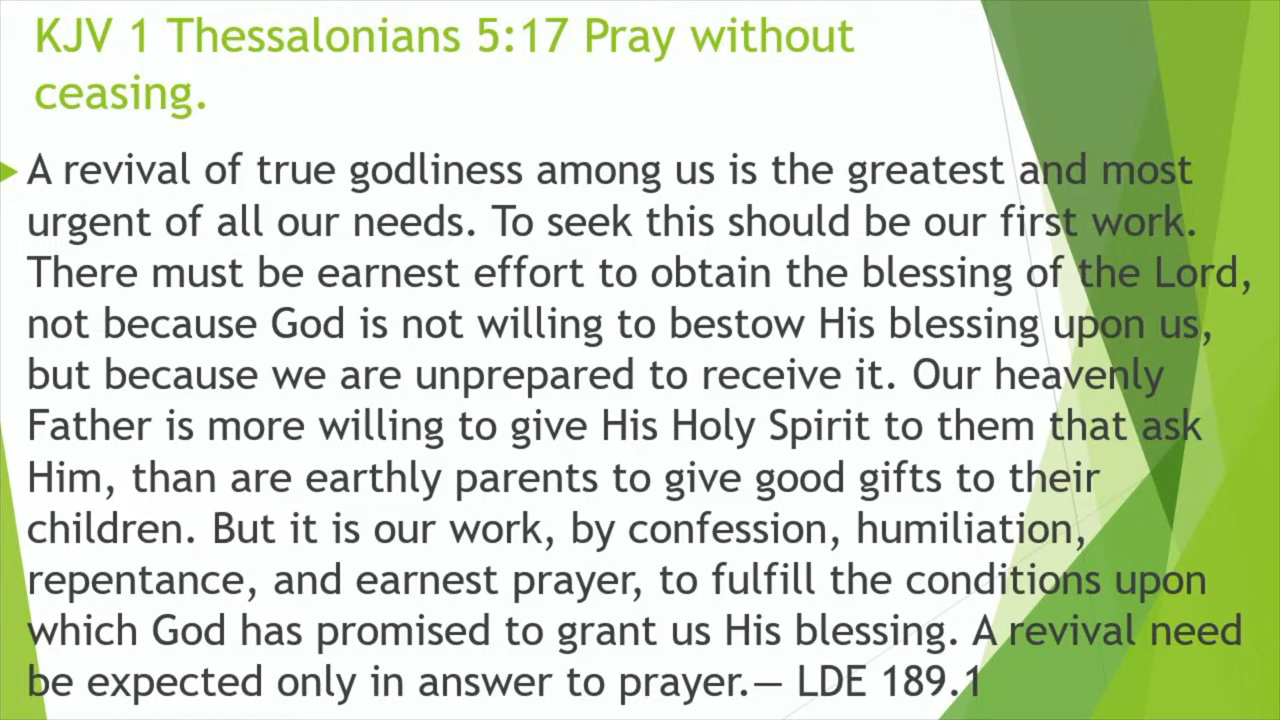 KJV 1 Thessalonians 5:17 Pray without
ceasing.
A revival of true godliness among us is the greatest and most
urgent of all our needs. To seek this should be our first work.
There must be earnest effort to obtain the blessing of the Lord,
not because God is not willing to bestow His blessing upon us,
but because we are unprepared to receive it. Our heavenly
Father is more willing to give His Holy Spirit to them that ask
Him, than are earthly parents to give good gifts to their
children. But it is our work, by confession, humiliation,
repentance, and earnest prayer, to fulfill the conditions upon
which God has promised to grant us His blessing. A revival need
be expected only in answer to prayer.— LDE 189.1